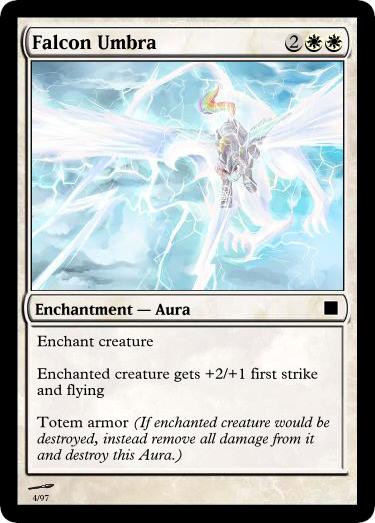 Falcon Umbra 2
Enchantment — Aura
Enchant creature
Enchanted creature gets +2/+1 first strike
and flying
Totem armor (If enchanted creature would be
destroyed, instead remove all damage from it
and destroy this Aura.)
4/97